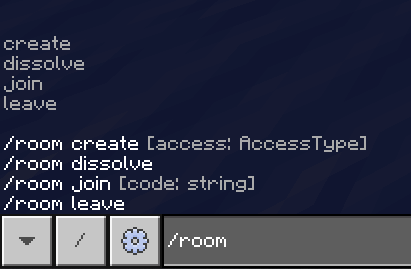 create
dissolve
join
leave
/room create [access: AccessType]
/room dissolve
/room join [code: string]
/room leave
/
/room